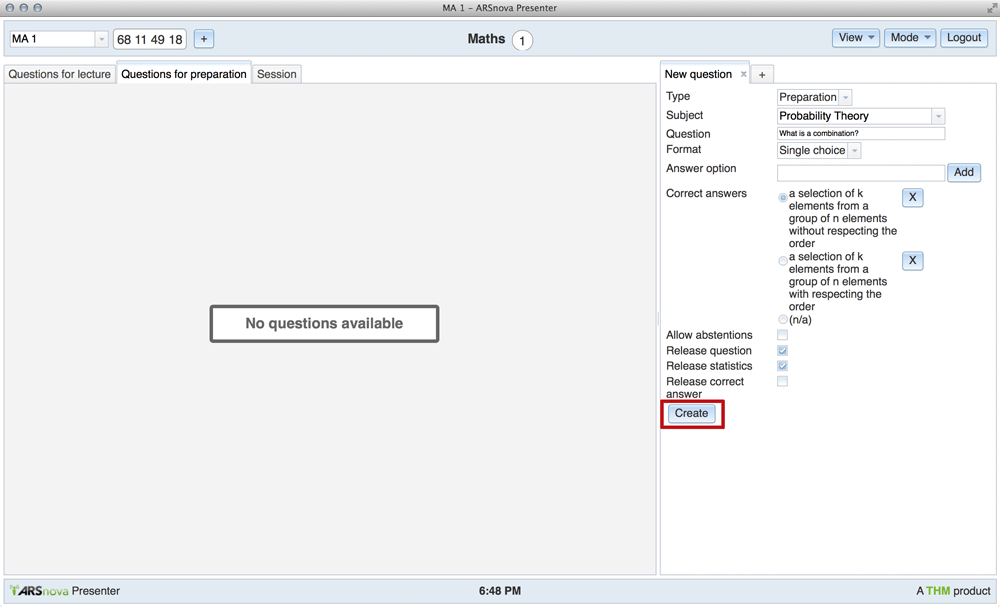 MA 1 – ARSnova Presenter
MA 1
68 11 49 18
+
Maths 1
View
Mode
Logout
Questions for lecture
Questions for preparation
Session
New question
+
Type
Preparation
Subject
Probability Theory
Question
What is a combination?
Format
Single choice
Answer option
Add
Correct answers
a selection of k
elements from a
group of n elements
without respecting the
order
X
a selection of k
elements from a
group of n elements
with respecting the
order
X
(n/a)
Allow abstentions
Release question
Release statistics
Release correct
answer
Create
No questions available
ARSnova Presenter
6:48 PM
A THM product